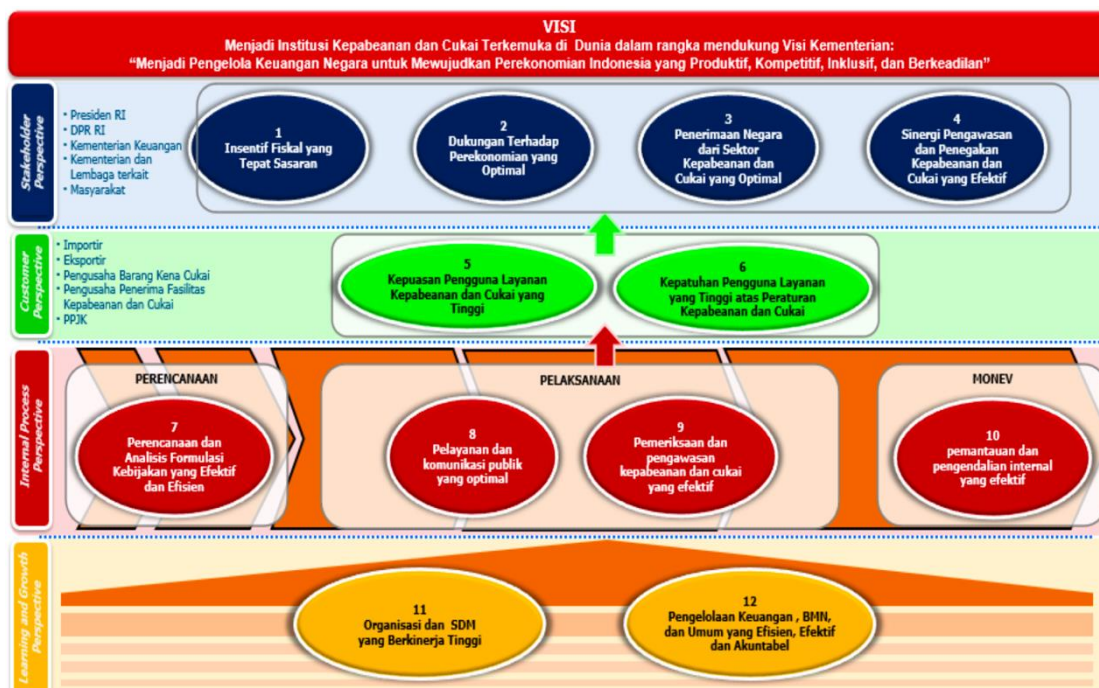 VISI
Menjadi Institusi Kepabeanan dan Cukai Terkemuka di Dunia dalam rangka mendukung Visi Kementerian:
“Menjadi Pengelola Keuangan Negara untuk Mewujudkan Perekonomian Indonesia yang Produktif, Kompetitif, Inklusif, dan Berkeadilan”
Stakeholder
Perspective
• Presiden RI
• DPR RI
• Kementerian Keuangan
• Kementerian dan
Lembaga terkait
• Masyarakat
1
Insentif Fiskal yang
Tepat Sasaran
2
Dukungan Terhadap
Perekonomian yang
Optimal
3
Penerimaan Negara
dari Sektor
Kepabeanan dan
Cukai yang Optimal
4
Sinergi Pengawasan
dan Penegakan
Kepabeanan dan
Cukai yang Efektif
Customer
Perspective
• Importir
• Eksportir
• Pengusaha Barang Kena Cukai
• Pengusaha Penerima Fasilitas
Kepabeanan dan Cukai
• PPJK
5
Kepuasan Pengguna Layanan
Kepabeanan dan Cukai yang
Tinggi
6
Kepatuhan Pengguna Layanan
yang Tinggi atas Peraturan
Kepabeanan dan Cukai
Internal Process
Perspective
PERENCANAAN
7
Perencanaan dan
Analisis Formulasi
Kebijakan yang Efektif
dan Efisien
PELAKSANAAN
8
Pelayanan dan
komunikasi publik
yang optimal
9
Pemeriksaan dan
pengawasan
kepabeanan dan cukai
yang efektif
MONEV
10
pemantauan dan
pengendalian internal
yang efektif
Learning and Growth
Perspective
11
Organisasi dan SDM
yang Berkinerja Tinggi
12
Pengelolaan Keuangan , BMN,
dan Umum yang Efisien, Efektif
dan Akuntabel